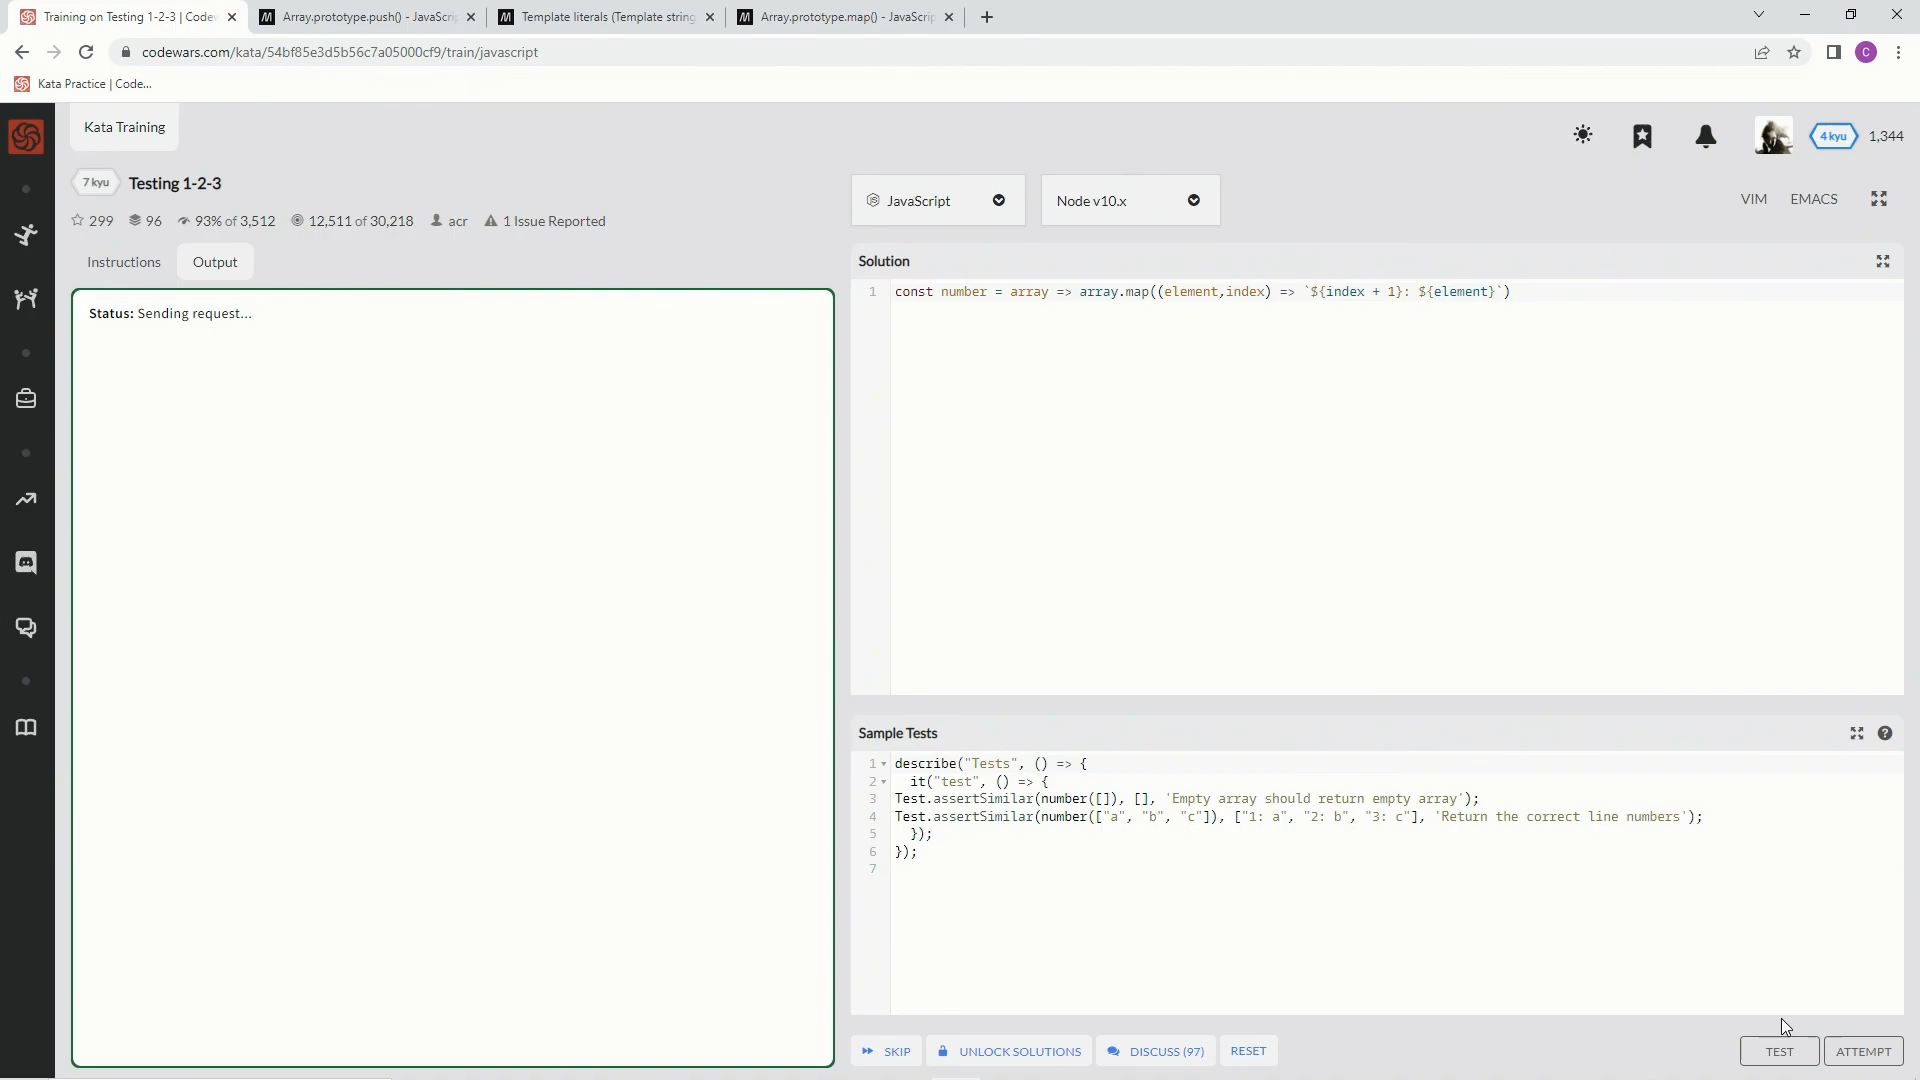 Training on Testing 1-2-3 | Codew
Array.prototype.push() - JavaScrip
Template literals (Template string
Array.prototype.map() - JavaScrip
codewars.com/kata/54bf85e3d5b56c7a05000cf9/train/javascript
C
Kata Practice | Code...
Kata Training
4 kyu
1,344
7 kyu
Testing 1-2-3
299
96
93% of 3,512
12,511 of 30,218
acr
1 Issue Reported
JavaScript
Node v10.x
VIM
EMACS
Instructions
Output
Status: Sending request...
Solution
1 const number = array => array.map((element,index) => `${index + 1}: ${element}`)
Sample Tests
1 describe("Tests", () => {
2 it("test", () => {
3 Test.assertSimilar(number([]), [], 'Empty array should return empty array');
4 Test.assertSimilar(number(["a", "b", "c"]), ["1: a", "2: b", "3: c"], 'Return the correct line numbers');
5 });
6 });
7
SKIP
UNLOCK SOLUTIONS
DISCUSS (97)
RESET
TEST
ATTEMPT